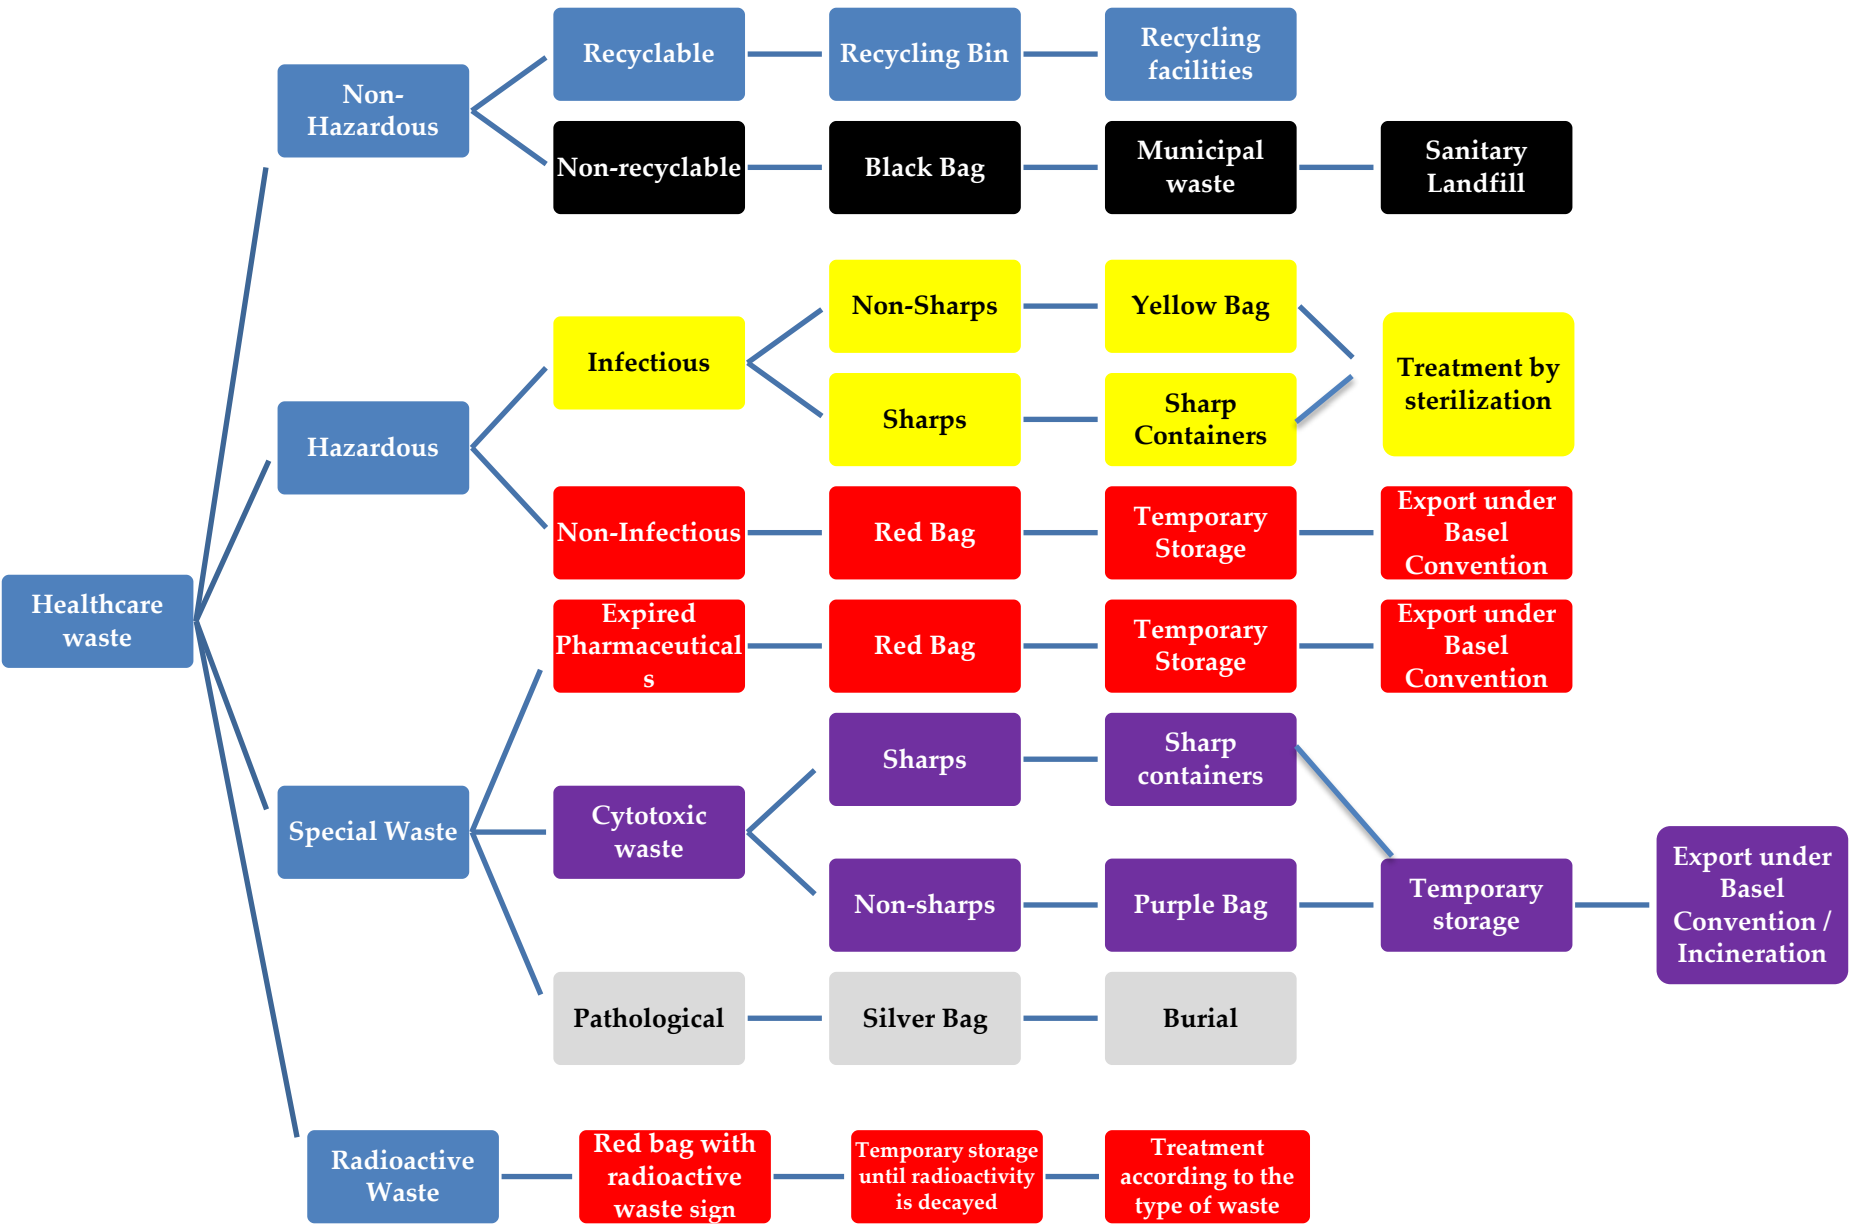 Recyclable
Recycling Bin
Recycling
facilities
Non-
Hazardous
Non-recyclable
Black Bag
Municipal
waste
Sanitary
Landfill
Non-Sharps
Yellow Bag
Infectious
Treatment by
sterilization
Sharps
Sharp
Containers
Hazardous
Non-Infectious
Red Bag
Temporary
Storage
Export under
Basel
Convention
Healthcare
waste
Expired
Pharmaceutical
s
Red Bag
Temporary
Storage
Export under
Basel
Convention
Sharps
Sharp
containers
Special Waste
Cytotoxic
waste
Non-sharps
Purple Bag
Temporary
storage
Export under
Basel
Convention /
Incineration
Pathological
Silver Bag
Burial
Radioactive
Waste
Red bag with
radioactive
waste sign
Temporary storage
until radioactivity
is decayed
Treatment
according to the
type of waste